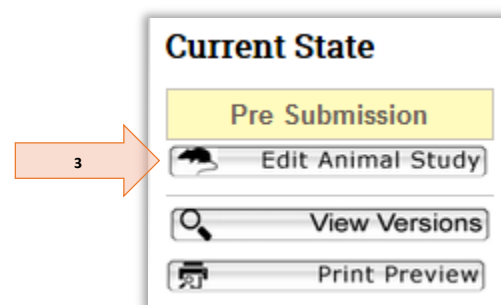 Current State
Pre Submission
3
Edit Animal Study
View Versions
Print Preview